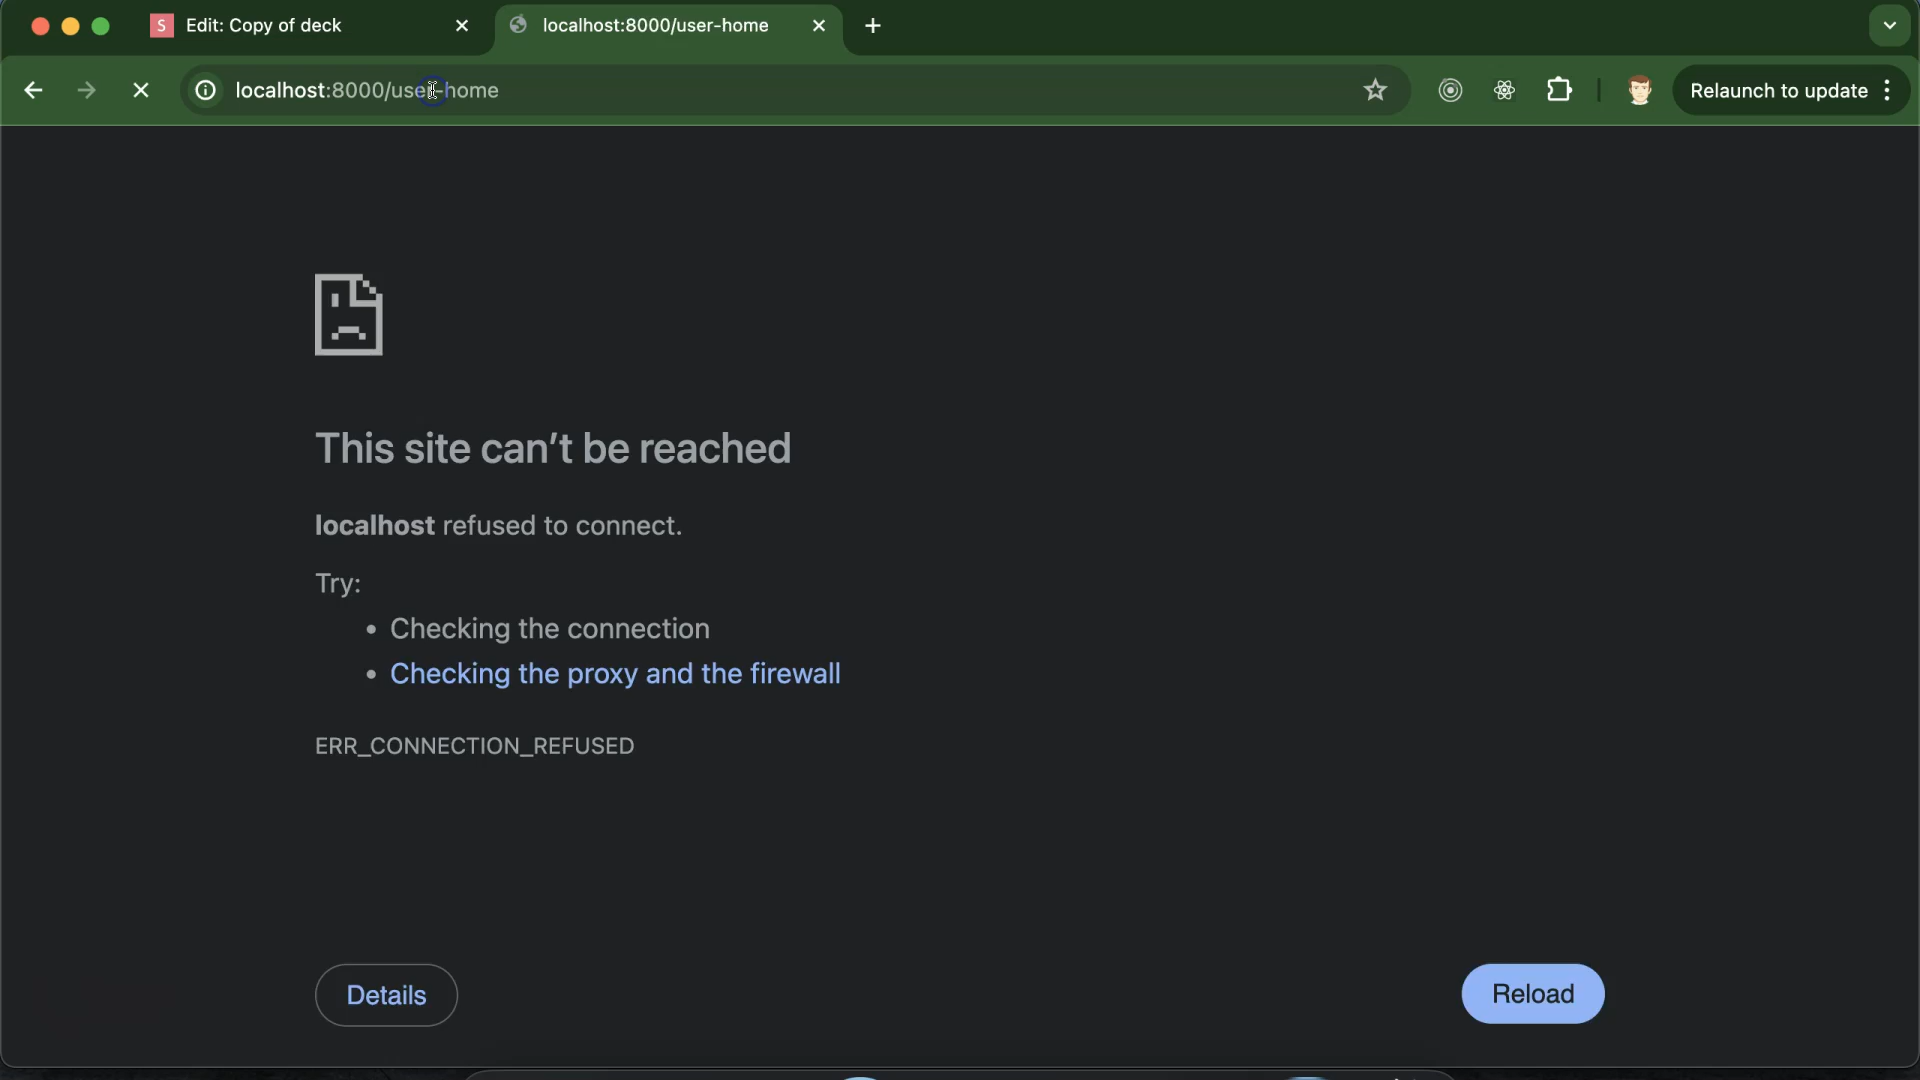 S Edit: Copy of deck
localhost:8000/user-home
localhost:8000/user-home
Relaunch to update
This site can’t be reached
localhost refused to connect.
Try:
• Checking the connection
• Checking the proxy and the firewall
ERR_CONNECTION_REFUSED
Details
Reload